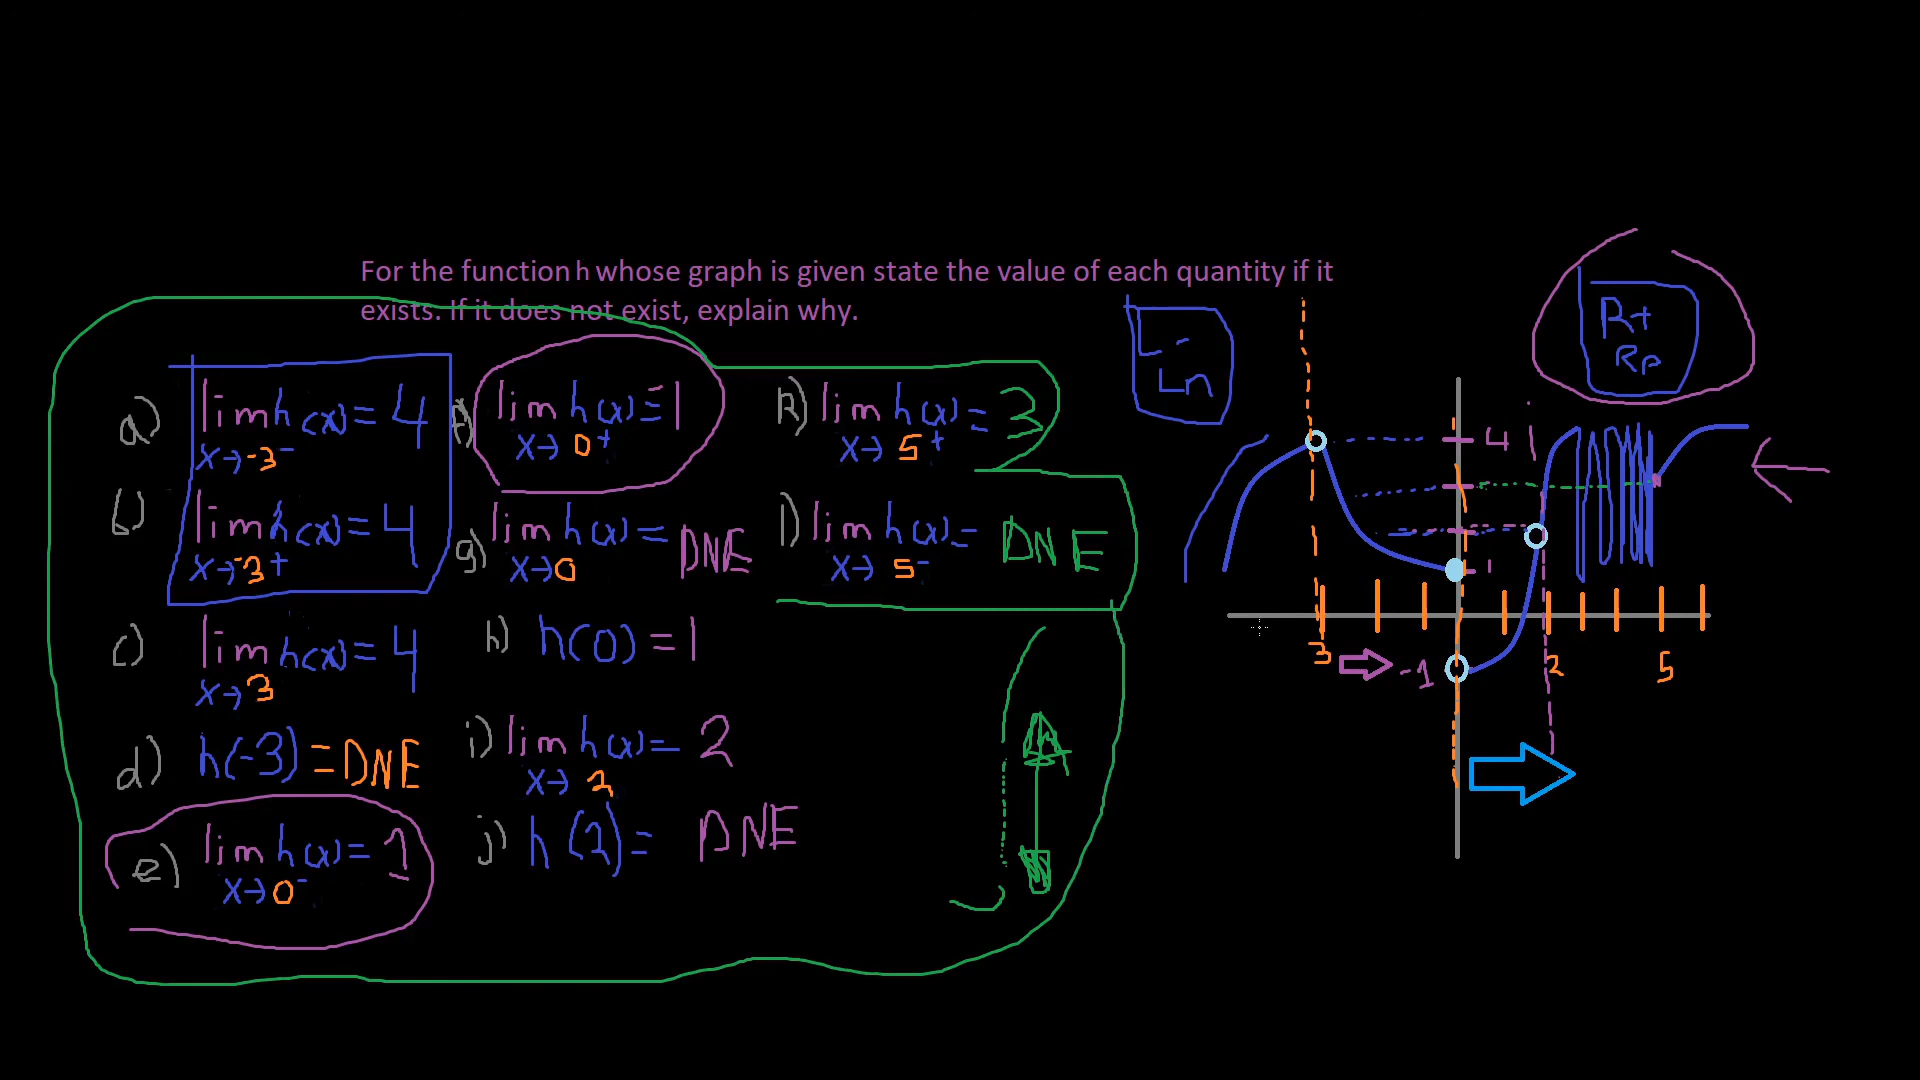 For the function h whose graph is given state the value of each quantity if it
exists. If it does not exist, explain why.
a) lim h(x) = 4
x→-3⁻
b) lim h(x) = 4
x→-3⁺
c) lim h(x) = 4
x→3
d) h(-3) = DNE
e) lim h(x) = 1
x→0⁻
lim h(x) = 1
x→0⁺
g) lim h(x) = DNE
x→0
h) h(0) = 1
i) lim h(x) = 2
x→2
j) h(2) = DNE
k) lim h(x) = 3
x→5⁺
l) lim h(x) = DNE
x→5⁻
L-
Ln
R+
Rp
4
1
3
-1
2
5